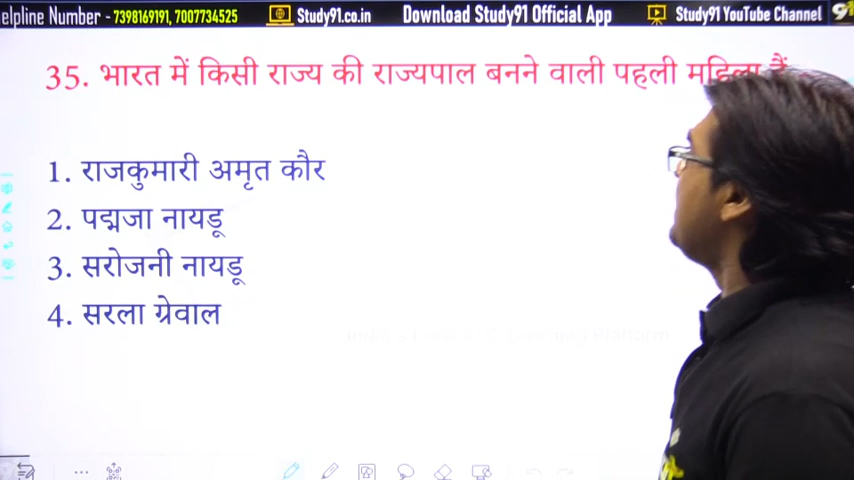 elpline Number - 7398169191, 7007734525 Study91.co.in Download Study91 Official App Study91 YouTube Channel
35. भारत में किसी राज्य की राज्यपाल बनने वाली पहली महिला हैं
1. राजकुमारी अमृत कौर
2. पद्मजा नायडू
3. सरोजनी नायडू
4. सरला ग्रेवाल